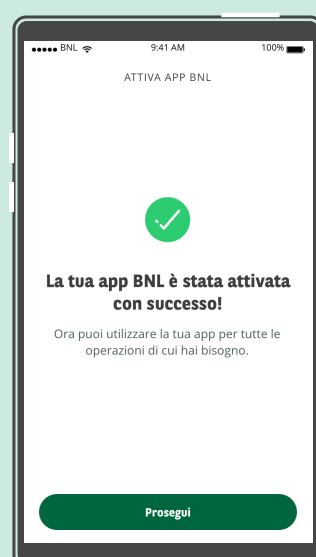 BNL 9:41 AM 100%
ATTIVA APP BNL
La tua app BNL è stata attivata
con successo!
Ora puoi utilizzare la tua app per tutte le
operazioni di cui hai bisogno.
Prosegui